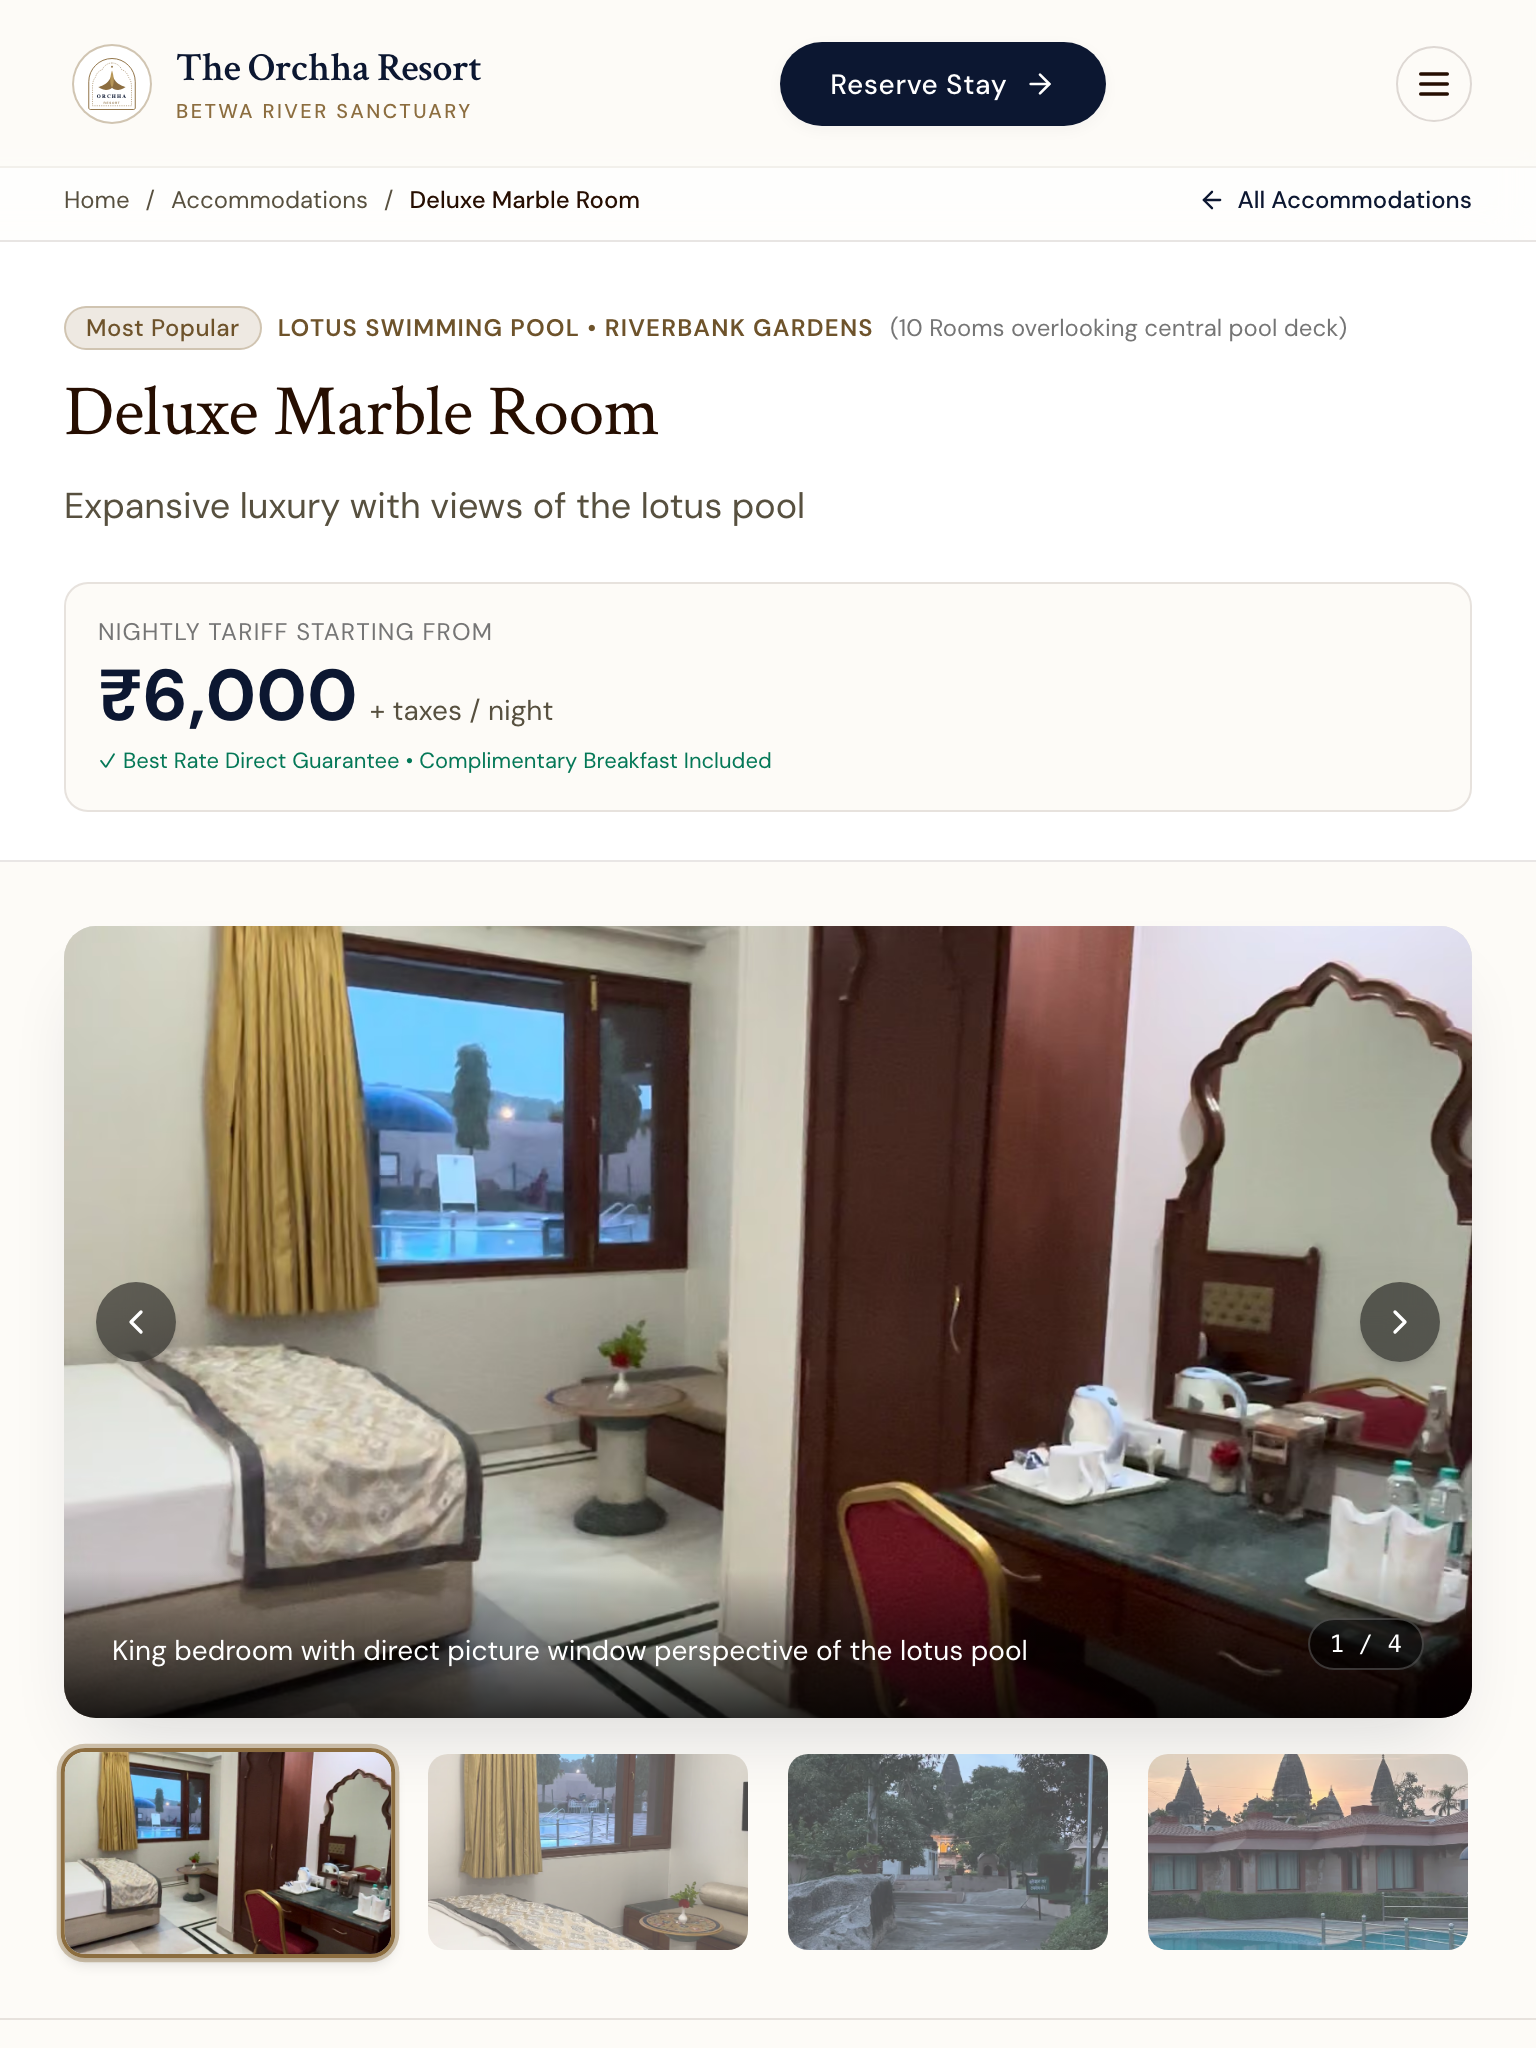 The Orchha Resort
BETWA RIVER SANCTUARY
ORCHHA
Reserve Stay
Home / Accommodations / Deluxe Marble Room
All Accommodations
Most Popular
LOTUS SWIMMING POOL • RIVERBANK GARDENS
(10 Rooms overlooking central pool deck)
Deluxe Marble Room
Expansive luxury with views of the lotus pool
NIGHTLY TARIFF STARTING FROM
₹6,000 + taxes / night
✓ Best Rate Direct Guarantee • Complimentary Breakfast Included
King bedroom with direct picture window perspective of the lotus pool
1 / 4